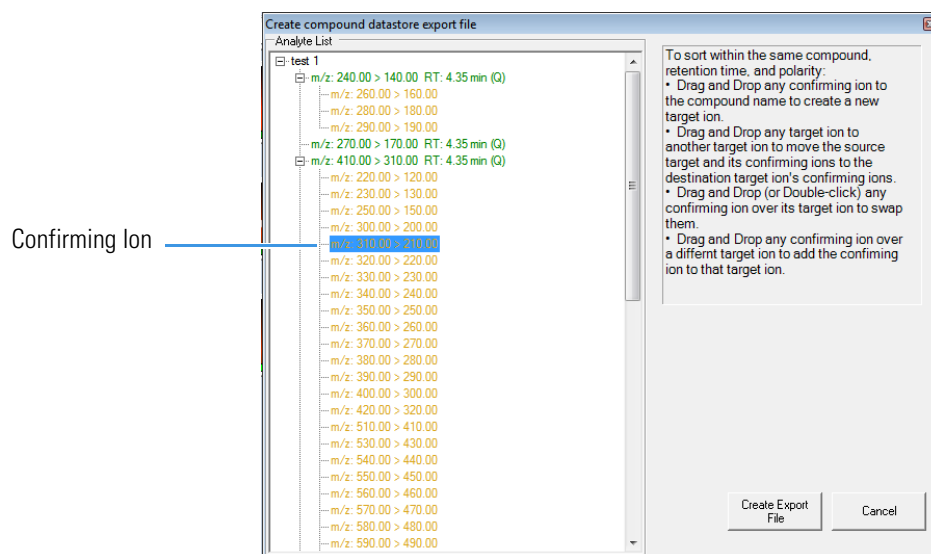 Create compound datastore export file
Analyte List
test 1
m/z: 240.00 > 140.00 RT: 4.35 min (Q)
m/z: 260.00 > 160.00
m/z: 280.00 > 180.00
m/z: 290.00 > 190.00
m/z: 270.00 > 170.00 RT: 4.35 min (Q)
m/z: 410.00 > 310.00 RT: 4.35 min (Q)
m/z: 220.00 > 120.00
m/z: 230.00 > 130.00
m/z: 250.00 > 150.00
m/z: 300.00 > 200.00
m/z: 310.00 > 210.00
m/z: 320.00 > 220.00
m/z: 330.00 > 230.00
m/z: 340.00 > 240.00
m/z: 350.00 > 250.00
m/z: 360.00 > 260.00
m/z: 370.00 > 270.00
m/z: 380.00 > 280.00
m/z: 390.00 > 290.00
m/z: 400.00 > 300.00
m/z: 420.00 > 320.00
m/z: 510.00 > 410.00
m/z: 530.00 > 430.00
m/z: 540.00 > 440.00
m/z: 550.00 > 450.00
m/z: 560.00 > 460.00
m/z: 570.00 > 470.00
m/z: 580.00 > 480.00
m/z: 590.00 > 490.00
Confirming Ion
To sort within the same compound,
retention time, and polarity:
• Drag and Drop any confirming ion to
the compound name to create a new
target ion.
• Drag and Drop any target ion to
another target ion to move the source
target and its confirming ions to the
destination target ion's confirming ions.
• Drag and Drop (or Double-click) any
confirming ion over its target ion to swap
them.
• Drag and Drop any confirming ion over
a differnt target ion to add the confiming
ion to that target ion.
Create Export
File
Cancel